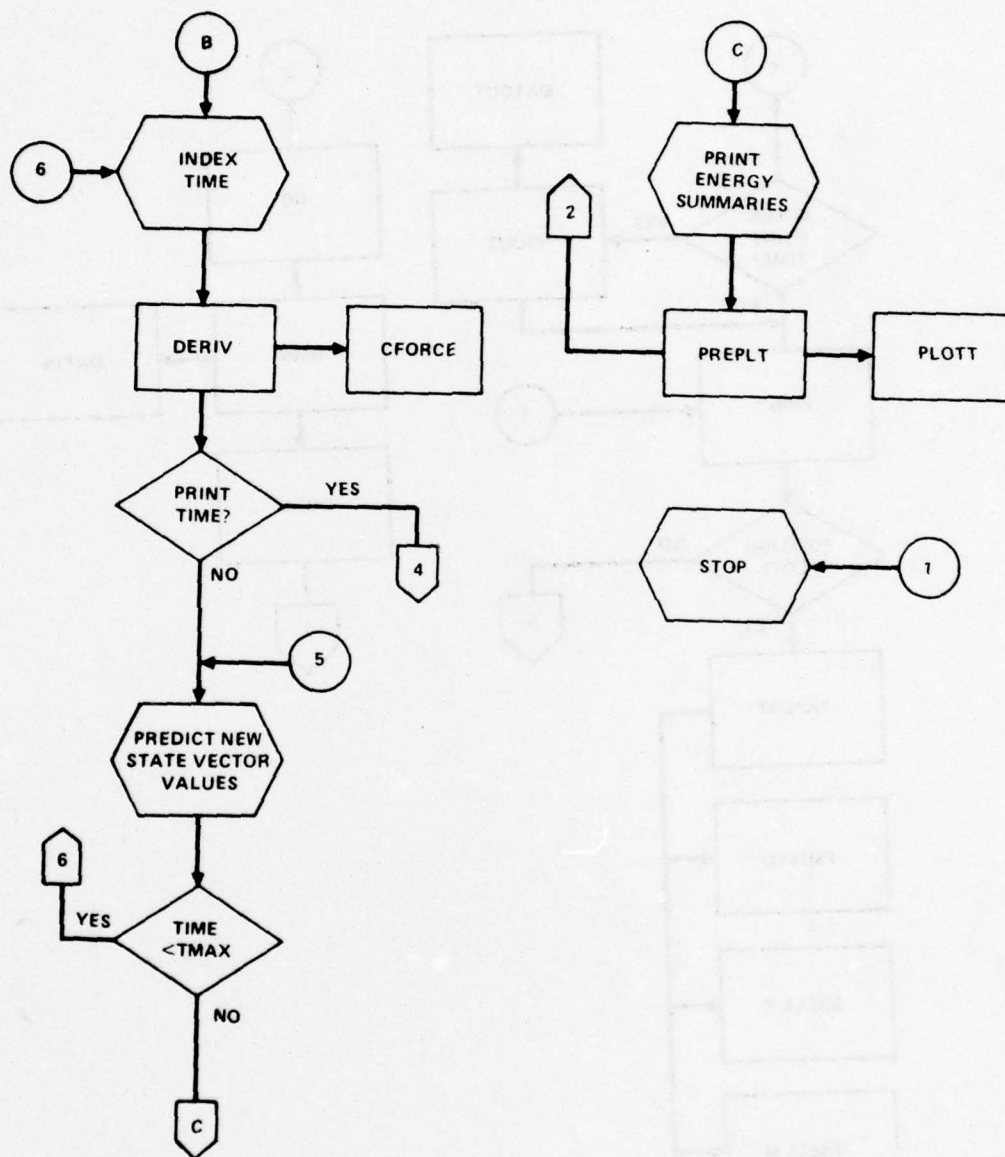 B
6
INDEX
TIME
DERIV
CFORCE
PRINT
TIME?
YES
4
NO
5
PREDICT NEW
STATE VECTOR
VALUES
6
YES
TIME
<TMAX
NO
C
C
PRINT
ENERGY
SUMMARIES
2
PREPLT
PLOTT
STOP
1